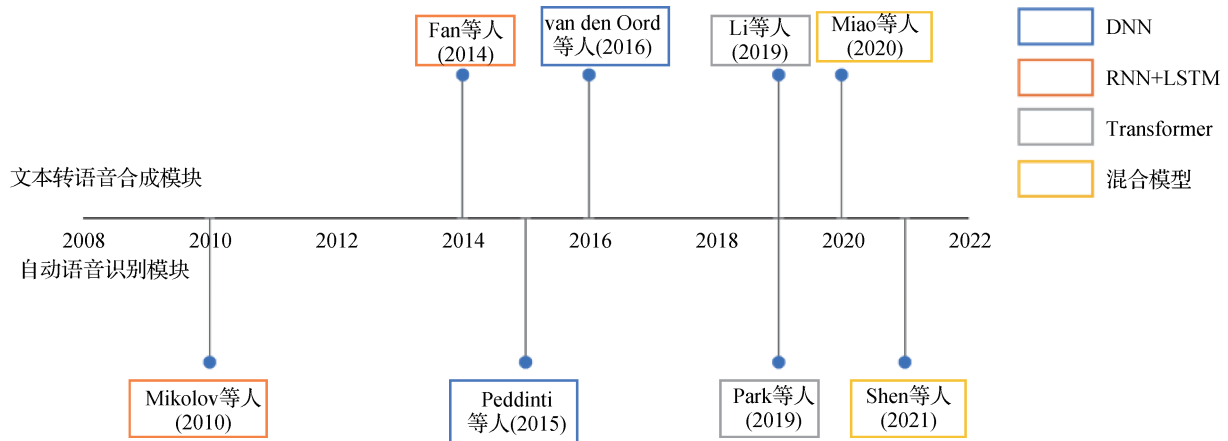 Fan等人
(2014)
van den Oord
等人(2016)
Li等人
(2019)
Miao等人
(2020)
DNN
RNN+LSTM
Transformer
混合模型
文本转语音合成模块
2008
2010
2012
2014
2016
2018
2020
2022
自动语音识别模块
Mikolov等人
(2010)
Peddinti
等人(2015)
Park等人
(2019)
Shen等人
(2021)